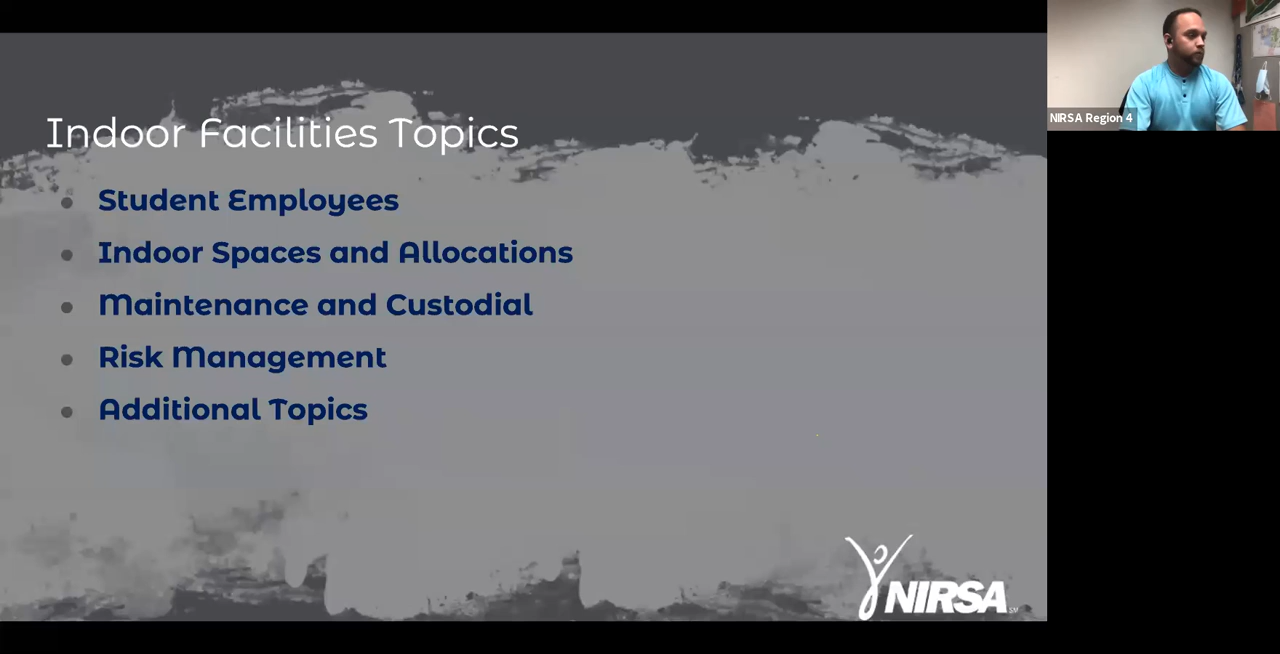 Indoor Facilities Topics
Student Employees
Indoor Spaces and Allocations
Maintenance and Custodial
Risk Management
Additional Topics
NIRSA SM
NIRSA Region 4